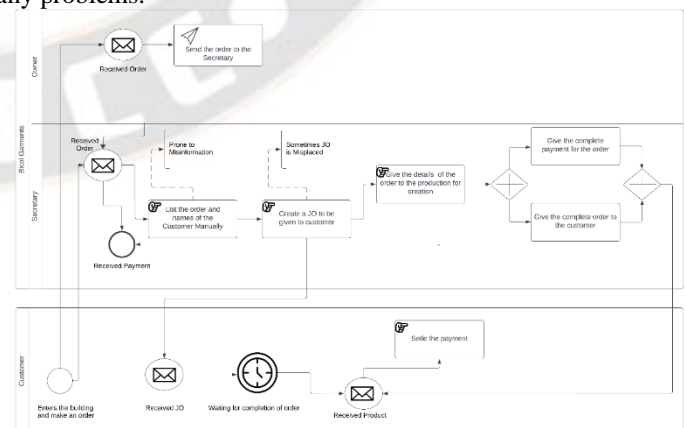 any problems.
Owner
Received Order
Send the order to the
Secretary
Bicol Garments
Secretary
Received
Order
Prone to
Misinformation
Sometimes JO
is Misplaced
List the order and
names of the
Customer Manually
Create a JO to be
given to customer
Give the details of the
order to the production for
creation
Give the complete
payment for the order
Give the complete order to
the customer
Received Payment
Customer
Enters the building
and make an order
Received JO
Waiting for completion of order
Received Product
Setlle the payment